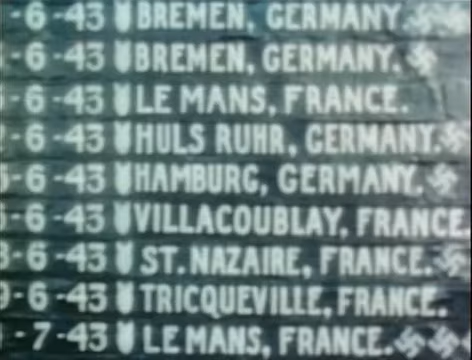 -6-43 BREMEN, GERMANY.
-6-43 BREMEN, GERMANY.
-6-43 LE MANS, FRANCE.
-6-43 HULS RUHR, GERMANY.
-6-43 HAMBURG, GERMANY.
-6-43 VILLACOUBLAY, FRANCE.
-6-43 ST. NAZAIRE, FRANCE.
-6-43 TRICQUEVILLE, FRANCE.
-7-43 LE MANS, FRANCE.